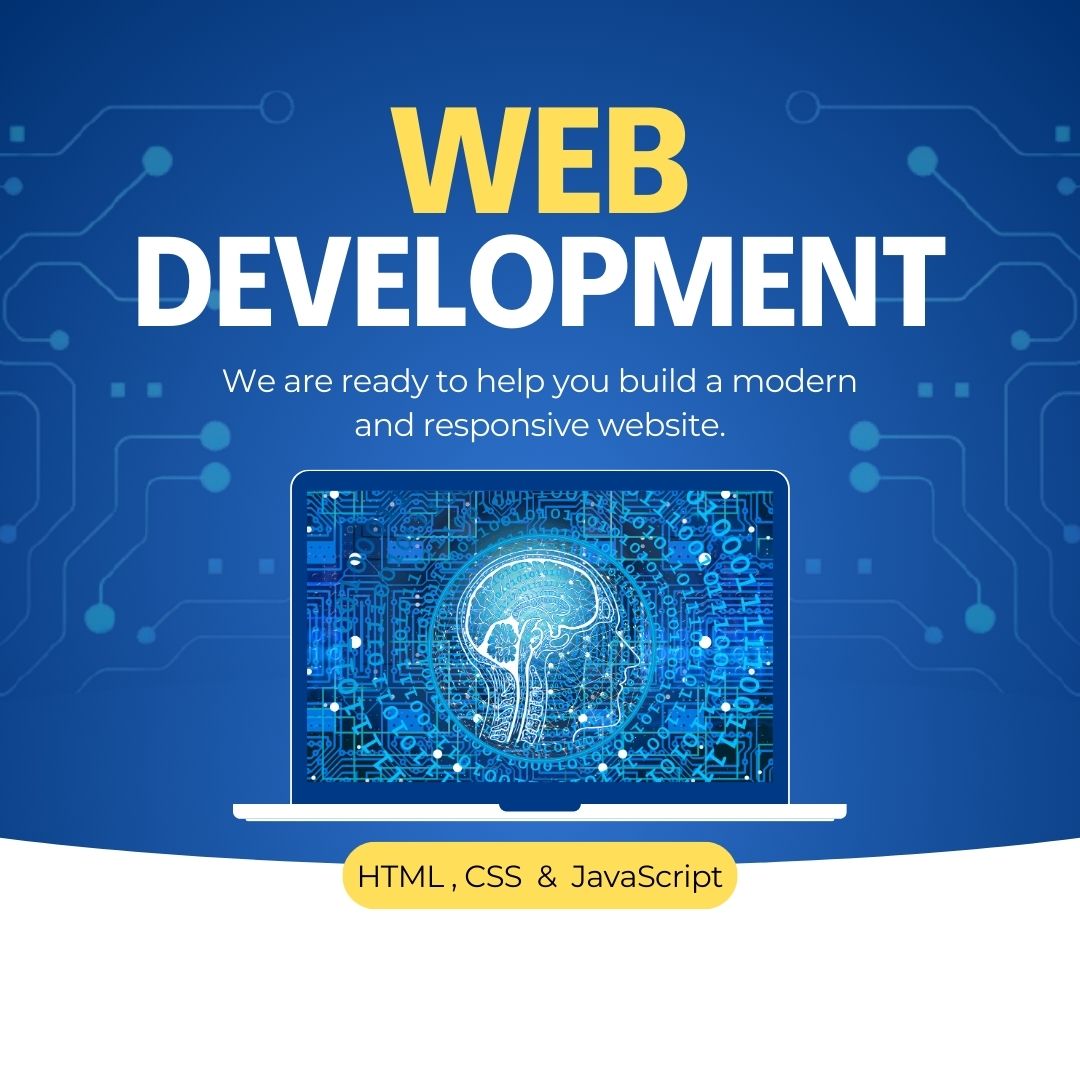 WEB
DEVELOPMENT
We are ready to help you build a modern
and responsive website.
HTML , CSS & JavaScript